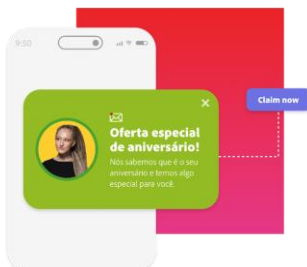 9:50
Claim now
Oferta especial
de aniversário!
Nós sabemos que é o seu
aniversário e temos algo
especial para você.